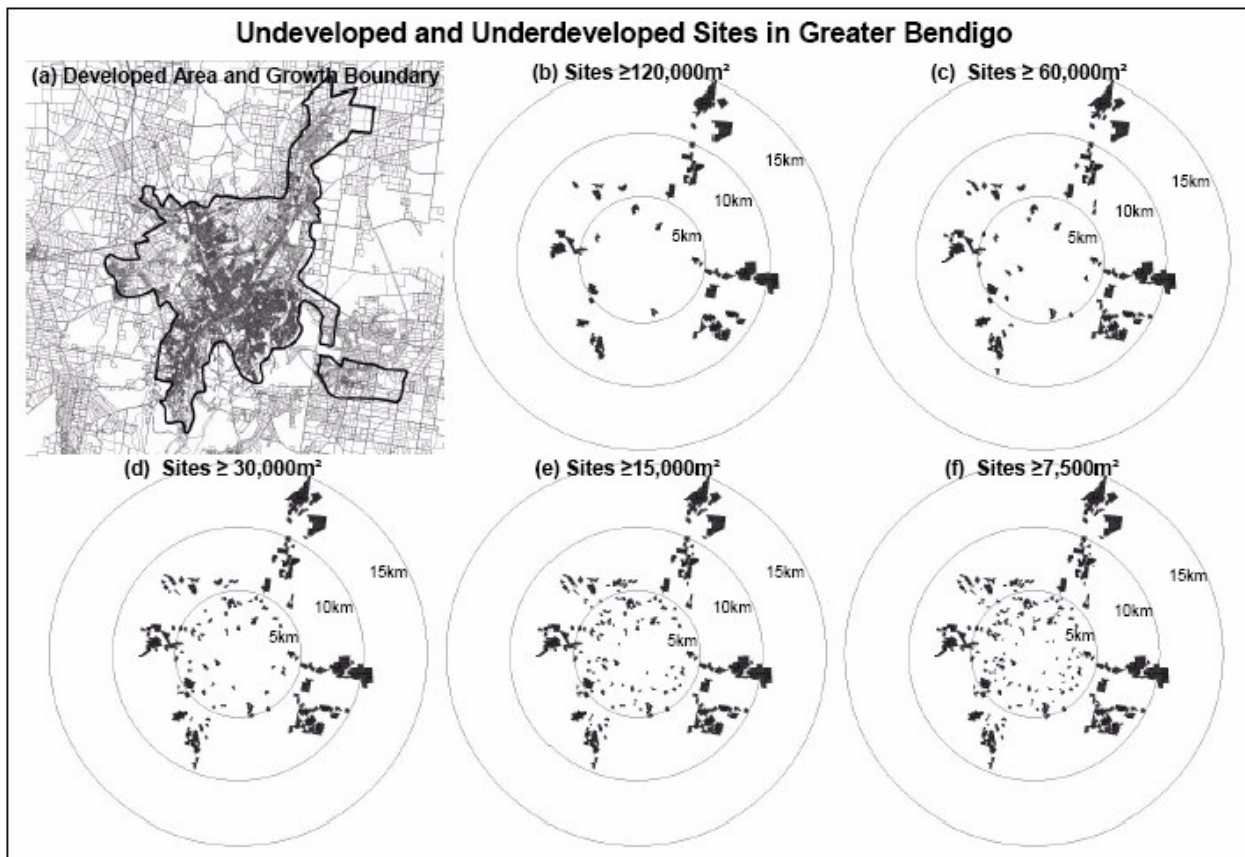 Undeveloped and Underdeveloped Sites in Greater Bendigo
(a) Developed Area and Growth Boundary
(b) Sites ≥120,000m²
(c) Sites ≥ 60,000m²
15km
10km
5km
15km
10km
5km
(d) Sites ≥ 30,000m²
(e) Sites ≥15,000m²
(f) Sites ≥7,500m²
15km
10km
5km
15km
10km
5km
15km
10km
5km